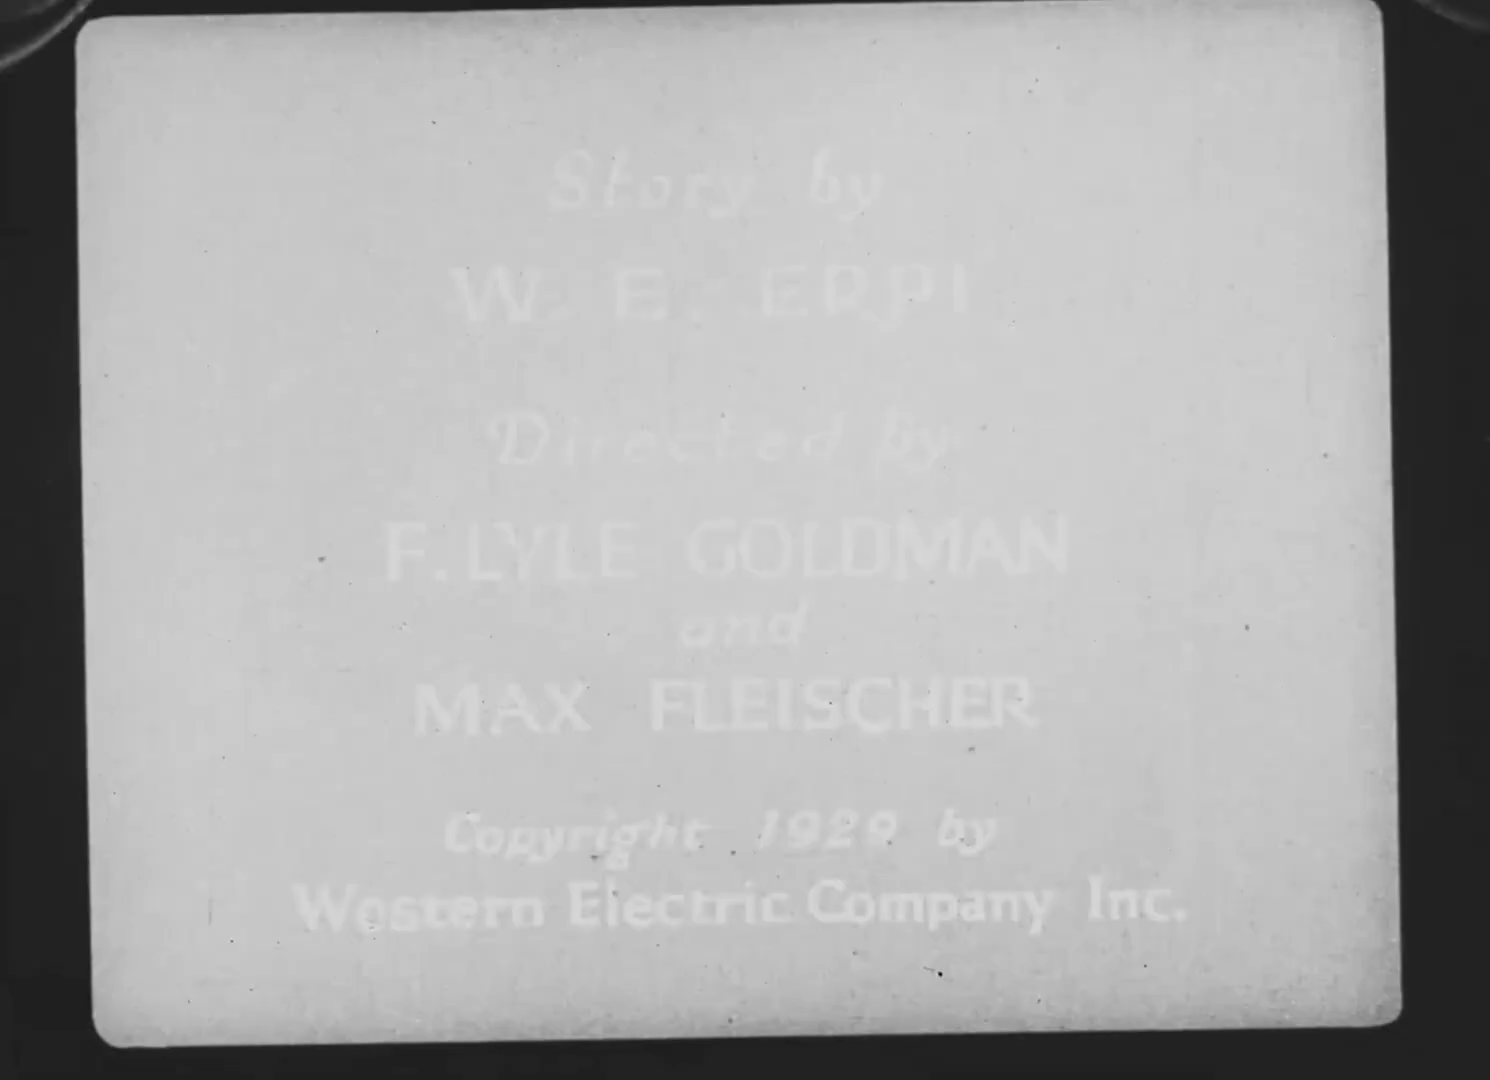 Story by
W. E. ERPI
Directed by
F. LYLE GOLDMAN
and
MAX FLEISCHER
Copyright 1929 by
Western Electric Company Inc.